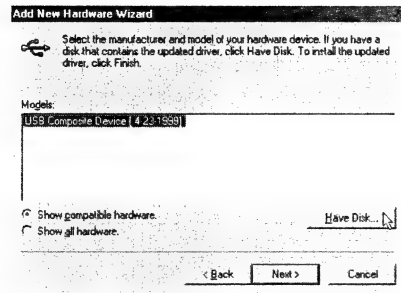 Add New Hardware Wizard
Select the manufacturer and model of your hardware device. If you have a
disk that contains the updated driver, click Have Disk. To install the updated
driver, click Finish.
Models:
USB Composite Device [ 4-23-1999]
Show compatible hardware.
Show all hardware.
Have Disk...
< Back
Next >
Cancel